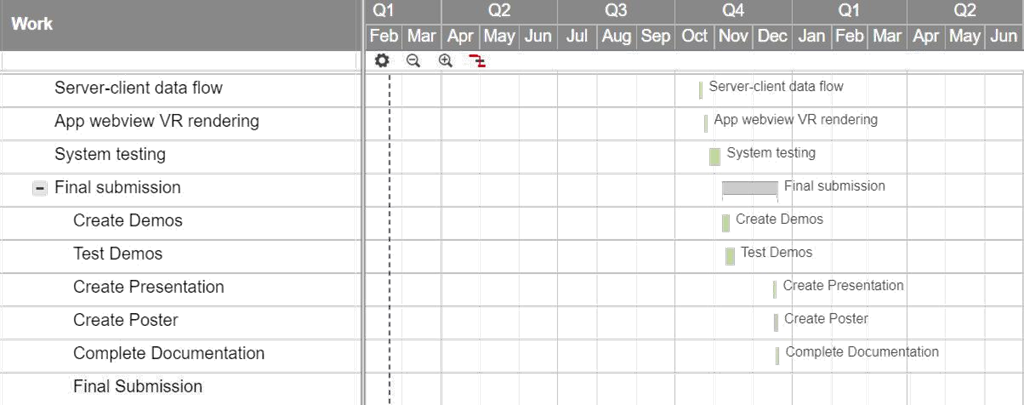 Work
Q1 Q2 Q3 Q4 Q1 Q2
Feb Mar Apr May Jun Jul Aug Sep Oct Nov Dec Jan Feb Mar Apr May Jun
Server-client data flow Server-client data flow
App webview VR rendering App webview VR rendering
System testing System testing
Final submission Final submission
Create Demos Create Demos
Test Demos Test Demos
Create Presentation Create Presentation
Create Poster Create Poster
Complete Documentation Complete Documentation
Final Submission